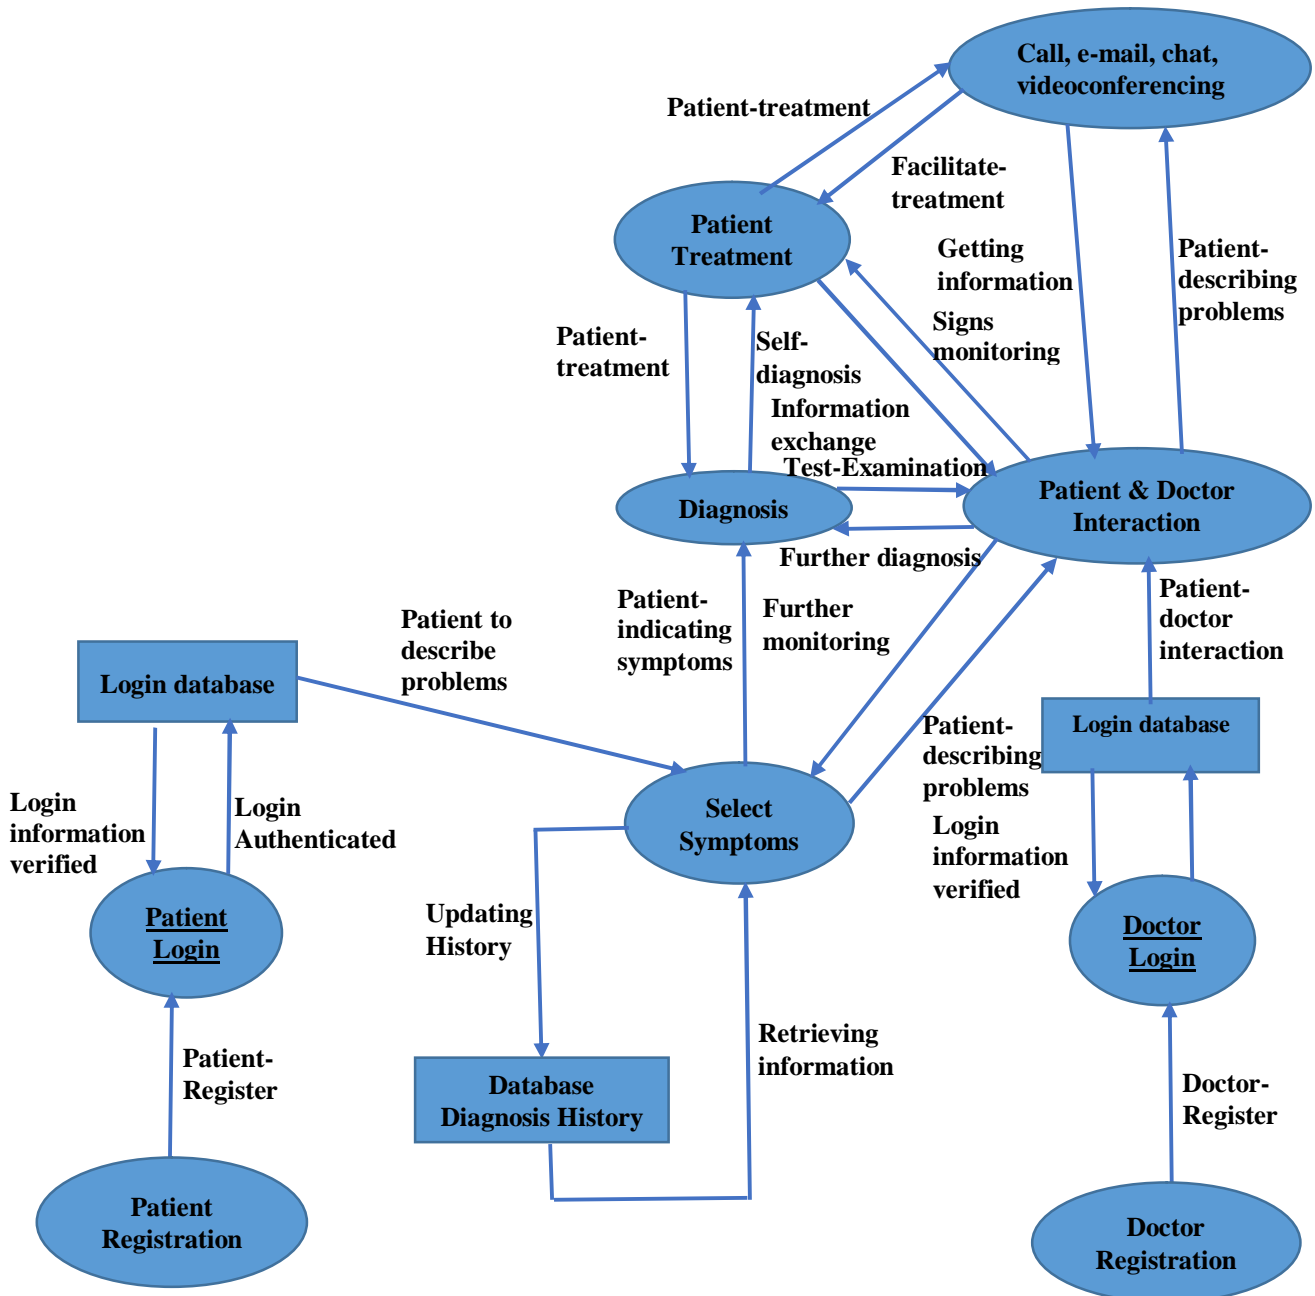 Call, e-mail, chat,
videoconferencing
Patient-treatment
Facilitate-
treatment
Patient
Treatment
Getting
information
Patient-
describing
problems
Signs
monitoring
Patient-
treatment
Self-
diagnosis
Information
exchange
Test-Examination
Diagnosis
Patient & Doctor
Interaction
Further diagnosis
Patient-
indicating
symptoms
Further
monitoring
Patient-
doctor
interaction
Patient to
describe
problems
Login database
Login database
Patient-
describing
problems
Login
information
verified
Login
Authenticated
Select
Symptoms
Login
information
verified
Patient
Login
Updating
History
Doctor
Login
Retrieving
information
Patient-
Register
Database
Diagnosis History
Doctor-
Register
Patient
Registration
Doctor
Registration